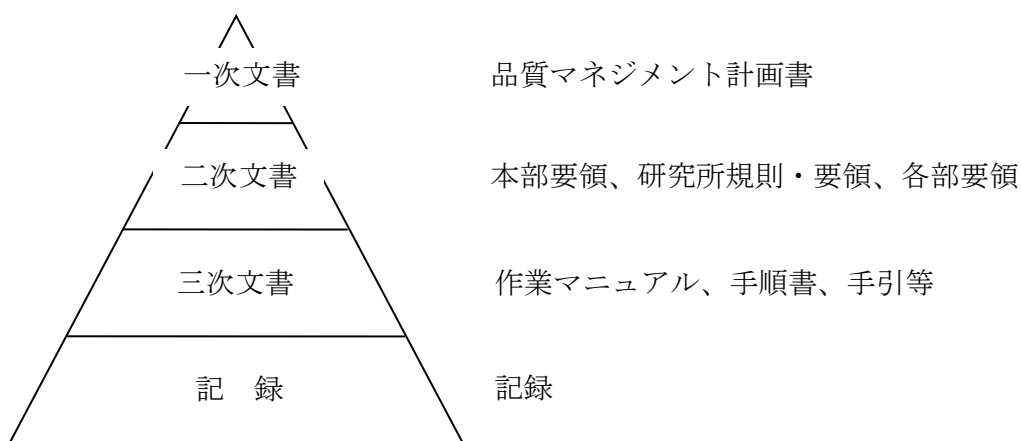 一次文書 品質マネジメント計画書
二次文書 本部要領、研究所規則・要領、各部要領
三次文書 作業マニュアル、手順書、手引等
記　録 記録